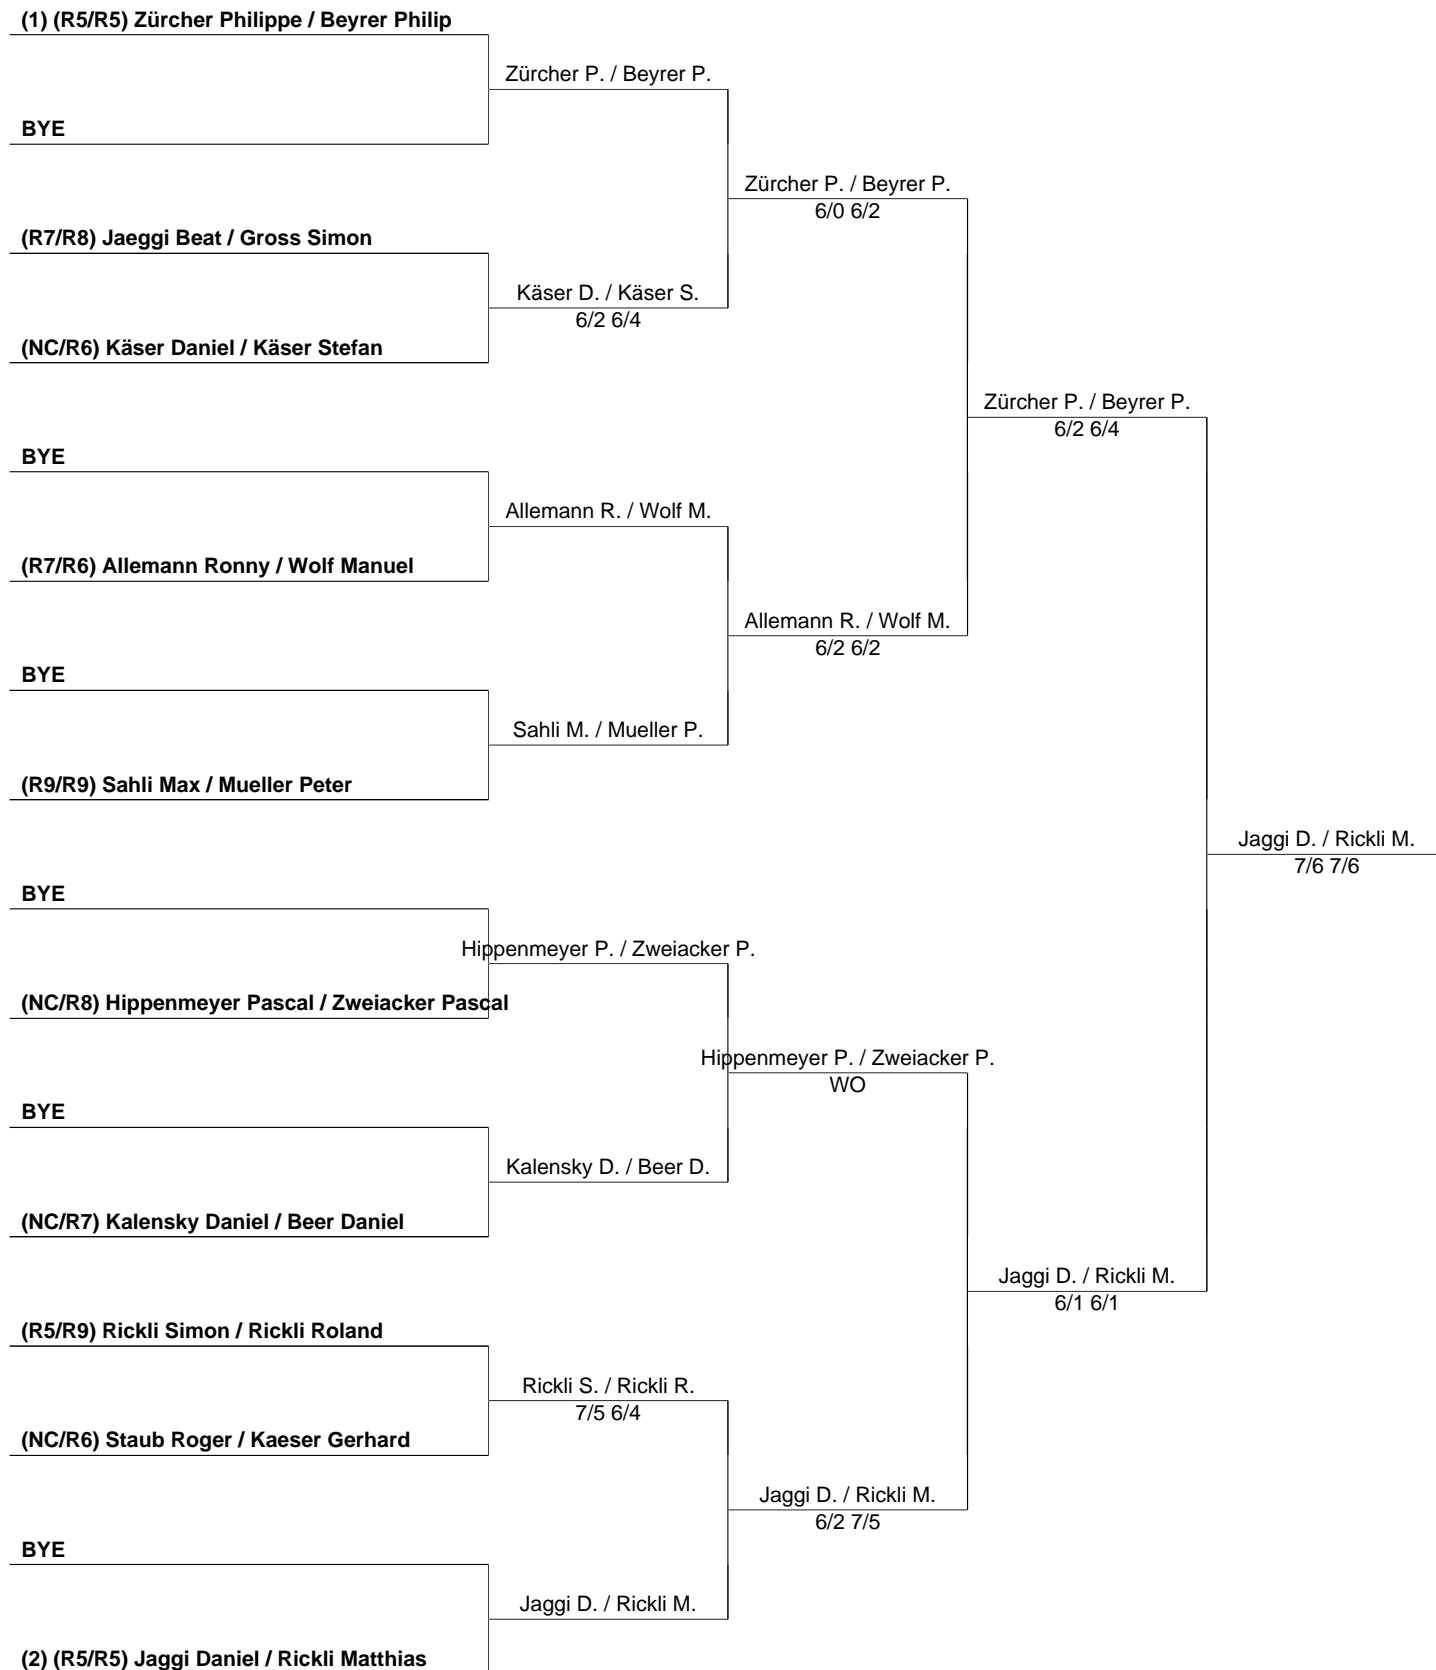 (1) (R5/R5) Zürcher Philippe / Beyrer Philip
Zürcher P. / Beyrer P.
BYE
Zürcher P. / Beyrer P.
6/0 6/2
(R7/R8) Jaeggi Beat / Gross Simon
Käser D. / Käser S.
6/2 6/4
(NC/R6) Käser Daniel / Käser Stefan
Zürcher P. / Beyrer P.
6/2 6/4
BYE
Allemann R. / Wolf M.
(R7/R6) Allemann Ronny / Wolf Manuel
Allemann R. / Wolf M.
6/2 6/2
BYE
Sahli M. / Mueller P.
(R9/R9) Sahli Max / Mueller Peter
Jaggi D. / Rickli M.
7/6 7/6
BYE
Hippenmeyer P. / Zweiacker P.
(NC/R8) Hippenmeyer Pascal / Zweiacker Pascal
Hippenmeyer P. / Zweiacker P.
WO
BYE
Kalensky D. / Beer D.
(NC/R7) Kalensky Daniel / Beer Daniel
Jaggi D. / Rickli M.
6/1 6/1
(R5/R9) Rickli Simon / Rickli Roland
Rickli S. / Rickli R.
7/5 6/4
(NC/R6) Staub Roger / Kaeser Gerhard
Jaggi D. / Rickli M.
6/2 7/5
BYE
Jaggi D. / Rickli M.
(2) (R5/R5) Jaggi Daniel / Rickli Matthias